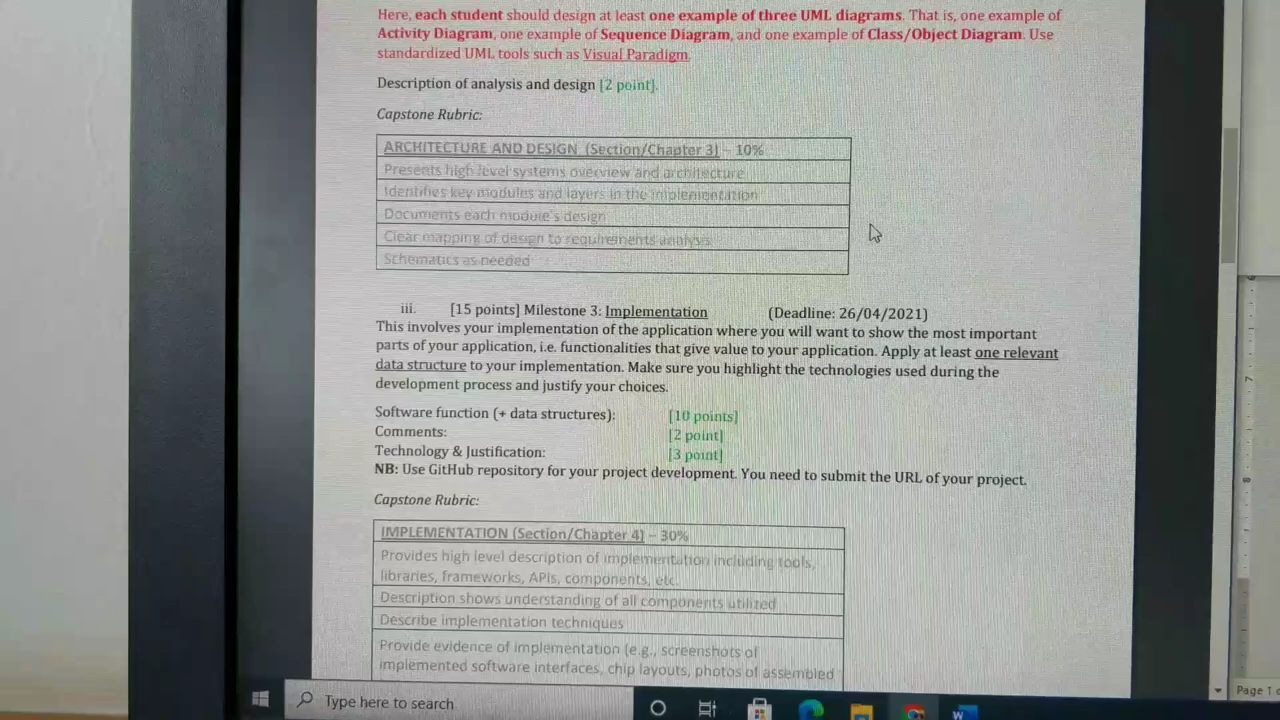 Here, each student should design at least one example of three UML diagrams. That is, one example of
Activity Diagram, one example of Sequence Diagram, and one example of Class/Object Diagram. Use
standardized UML tools such as Visual Paradigm.
Description of analysis and design [2 point].
Capstone Rubric:
ARCHITECTURE AND DESIGN (Section/Chapter 3) – 10%
Presents high level systems overview and architecture
Identifies key modules and layers in the implementation
Documents each module's design
Clear mapping of design to requirements analysis
Schematics as needed
iii. [15 points] Milestone 3: Implementation (Deadline: 26/04/2021)
This involves your implementation of the application where you will want to show the most important
parts of your application, i.e. functionalities that give value to your application. Apply at least one relevant
data structure to your implementation. Make sure you highlight the technologies used during the
development process and justify your choices.
Software function (+ data structures): [10 points]
Comments: [2 point]
Technology & Justification: [3 point]
NB: Use GitHub repository for your project development. You need to submit the URL of your project.
Capstone Rubric:
IMPLEMENTATION (Section/Chapter 4) – 30%
Provides high level description of implementation including tools,
libraries, frameworks, APIs, components, etc.
Description shows understanding of all components utilized
Describe implementation techniques
Provide evidence of implementation (e.g., screenshots of
implemented software interfaces, chip layouts, photos of assembled
Type here to search
Page 1